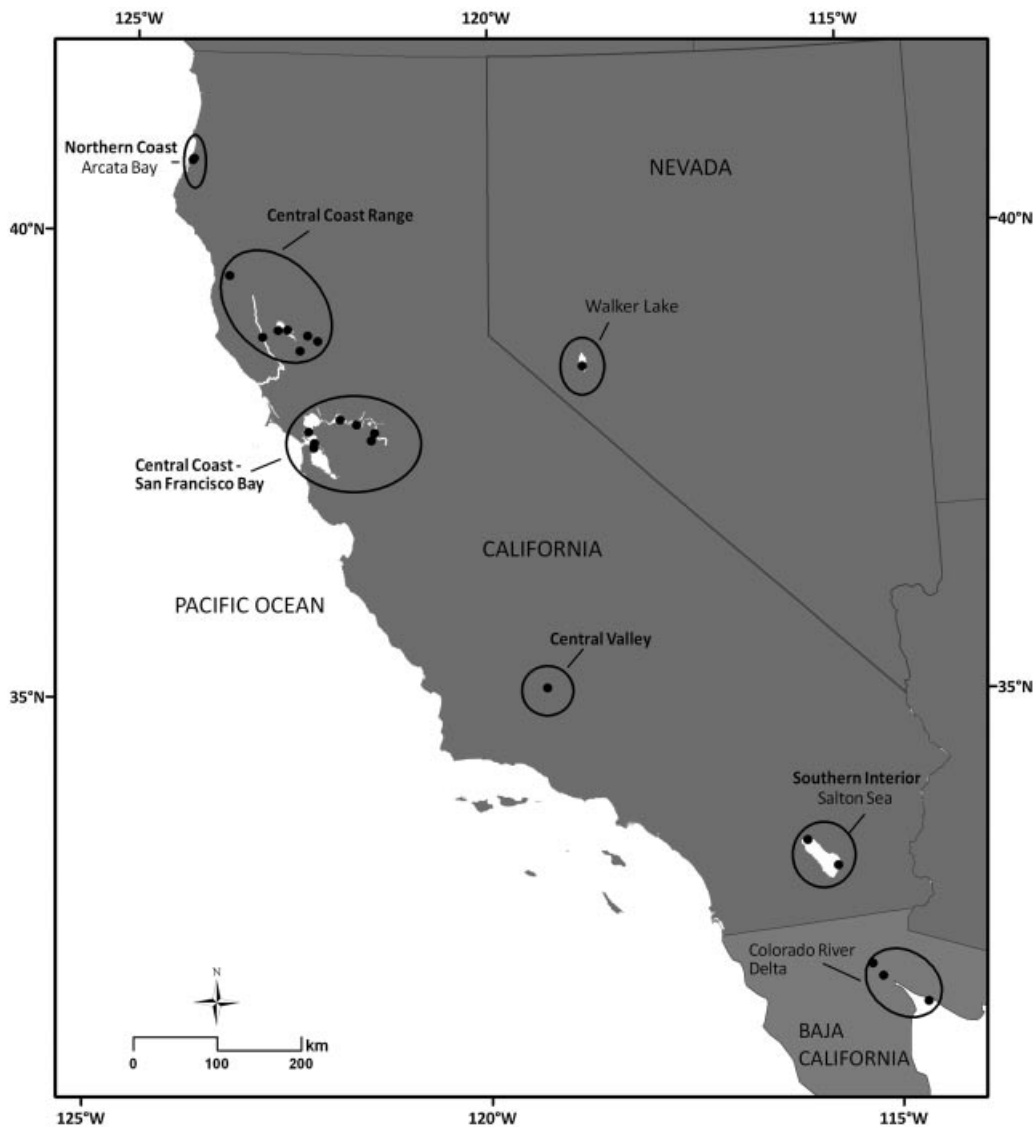 125°W
120°W
115°W
Northern Coast
Arcata Bay
NEVADA
Central Coast Range
40°N
40°N
Walker Lake
Central Coast -
San Francisco Bay
CALIFORNIA
PACIFIC OCEAN
Central Valley
35°N
35°N
Southern Interior
Salton Sea
Colorado River
Delta
N
BAJA
CALIFORNIA
km
0
100
200
125°W
120°W
115°W